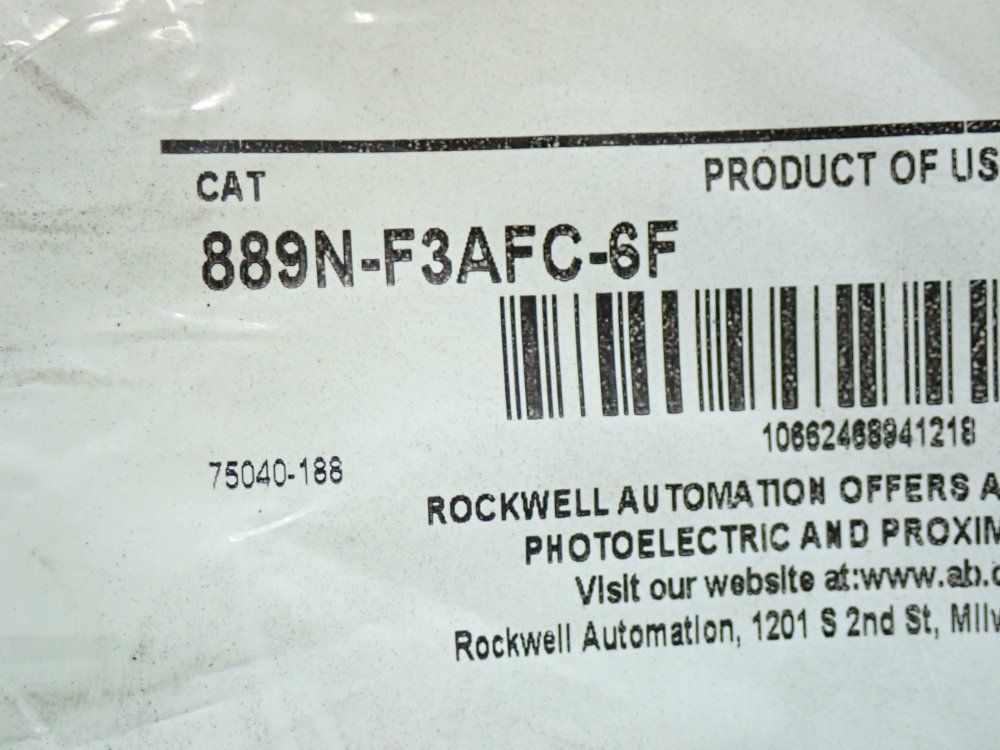 CAT
PRODUCT OF US
889N-F3AFC-6F
10662468941218
75040-188
ROCKWELL AUTOMATION OFFERS A
PHOTOELECTRIC AND PROXIM
Visit our website at:www.ab.c
Rockwell Automation, 1201 S 2nd St, Milw